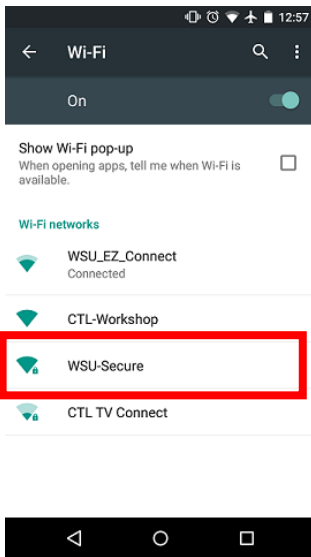 12:57
Wi-Fi
On
Show Wi-Fi pop-up
When opening apps, tell me when Wi-Fi is
available.
Wi-Fi networks
WSU_EZ_Connect
Connected
CTL-Workshop
WSU-Secure
CTL TV Connect